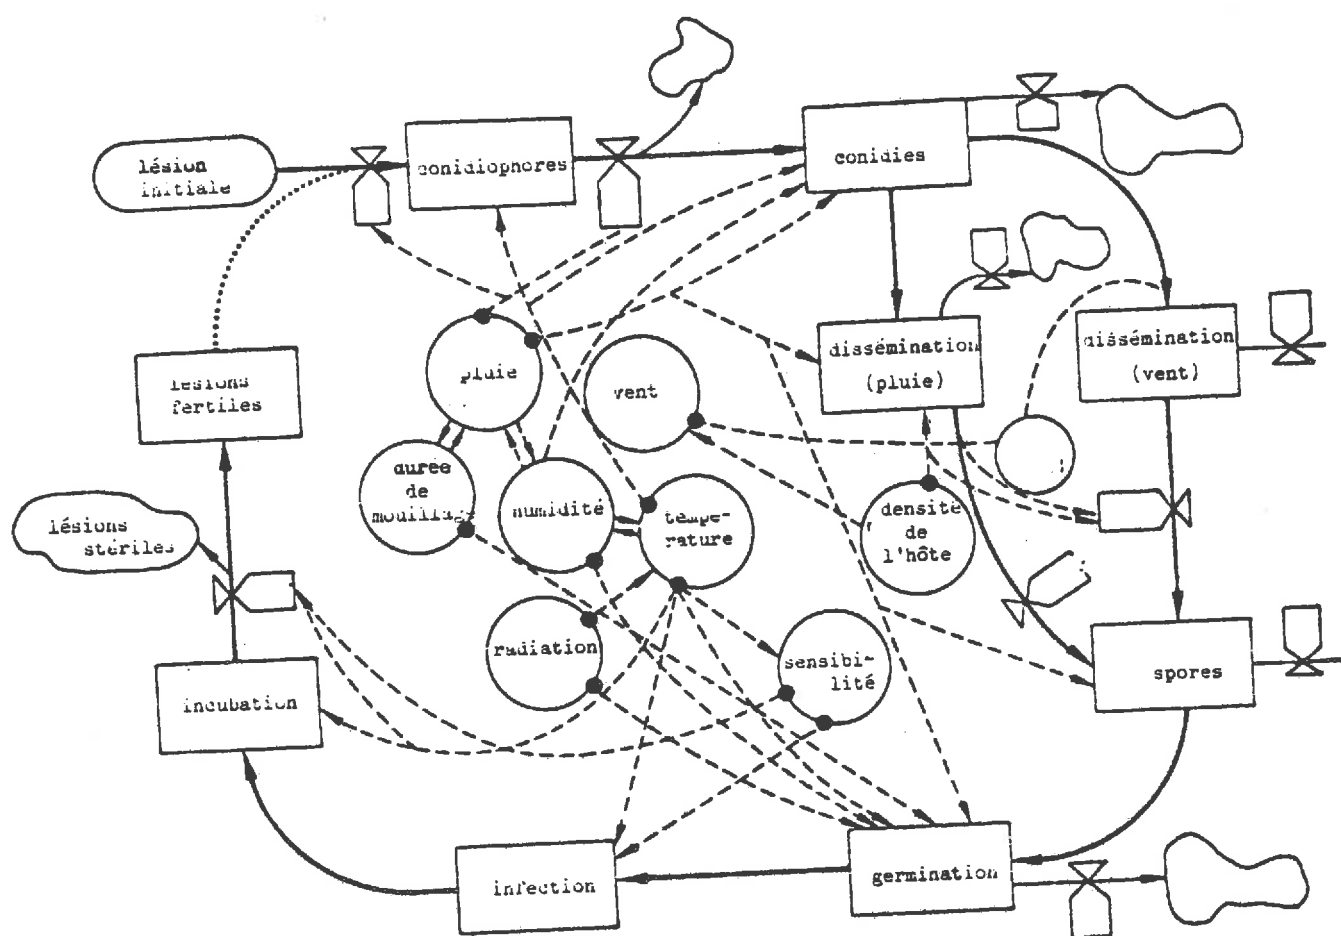 lésion
initiale
conidiophores
conidies
dissémination
(pluie)
dissémination
(vent)
lésions
fertiles
pluie
vent
durée
de
mouillage
humidité
tempe-
rature
densité
de
l'hôte
lésions
stériles
radiation
sensibi-
lité
spores
incubation
infection
germination